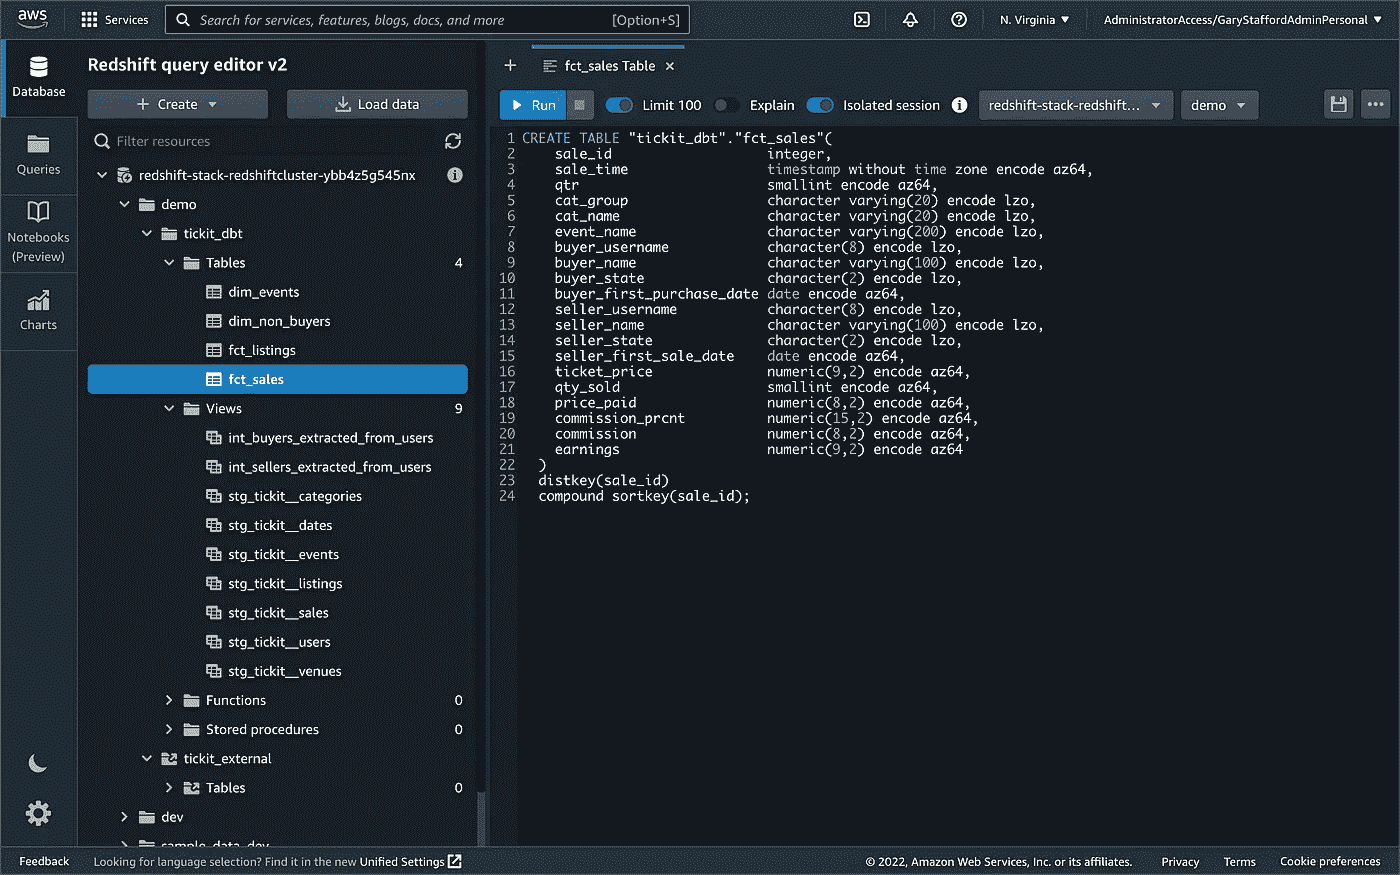 aws
Services
Search for services, features, blogs, docs, and more
[Option+S]
N. Virginia
AdministratorAccess/GaryStaffordAdminPersonal
Database
Queries
Notebooks
(Preview)
Charts
Redshift query editor v2
Create
Load data
Filter resources
redshift-stack-redshiftcluster-ybb4z5g545nx
demo
tickit_dbt
Tables 4
dim_events
dim_non_buyers
fct_listings
fct_sales
Views 9
int_buyers_extracted_from_users
int_sellers_extracted_from_users
stg_tickit__categories
stg_tickit__dates
stg_tickit__events
stg_tickit__listings
stg_tickit__sales
stg_tickit__users
stg_tickit__venues
Functions 0
Stored procedures 0
tickit_external
Tables 0
dev
sample_data_dev
+ fct_sales Table ×
Run Limit 100 Explain Isolated session redshift-stack-redshift... demo
1 CREATE TABLE "tickit_dbt"."fct_sales"(
2 sale_id integer,
3 sale_time timestamp without time zone encode az64,
4 qtr smallint encode az64,
5 cat_group character varying(20) encode lzo,
6 cat_name character varying(20) encode lzo,
7 event_name character varying(200) encode lzo,
8 buyer_username character(8) encode lzo,
9 buyer_name character varying(100) encode lzo,
10 buyer_state character(2) encode lzo,
11 buyer_first_purchase_date date encode az64,
12 seller_username character(8) encode lzo,
13 seller_name character varying(100) encode lzo,
14 seller_state character(2) encode lzo,
15 seller_first_sale_date date encode az64,
16 ticket_price numeric(9,2) encode az64,
17 qty_sold smallint encode az64,
18 price_paid numeric(8,2) encode az64,
19 commission_prcnt numeric(15,2) encode az64,
20 commission numeric(8,2) encode az64,
21 earnings numeric(9,2) encode az64
22 )
23 distkey(sale_id)
24 compound sortkey(sale_id);
Feedback
Looking for language selection? Find it in the new Unified Settings
© 2022, Amazon Web Services, Inc. or its affiliates.
Privacy
Terms
Cookie preferences